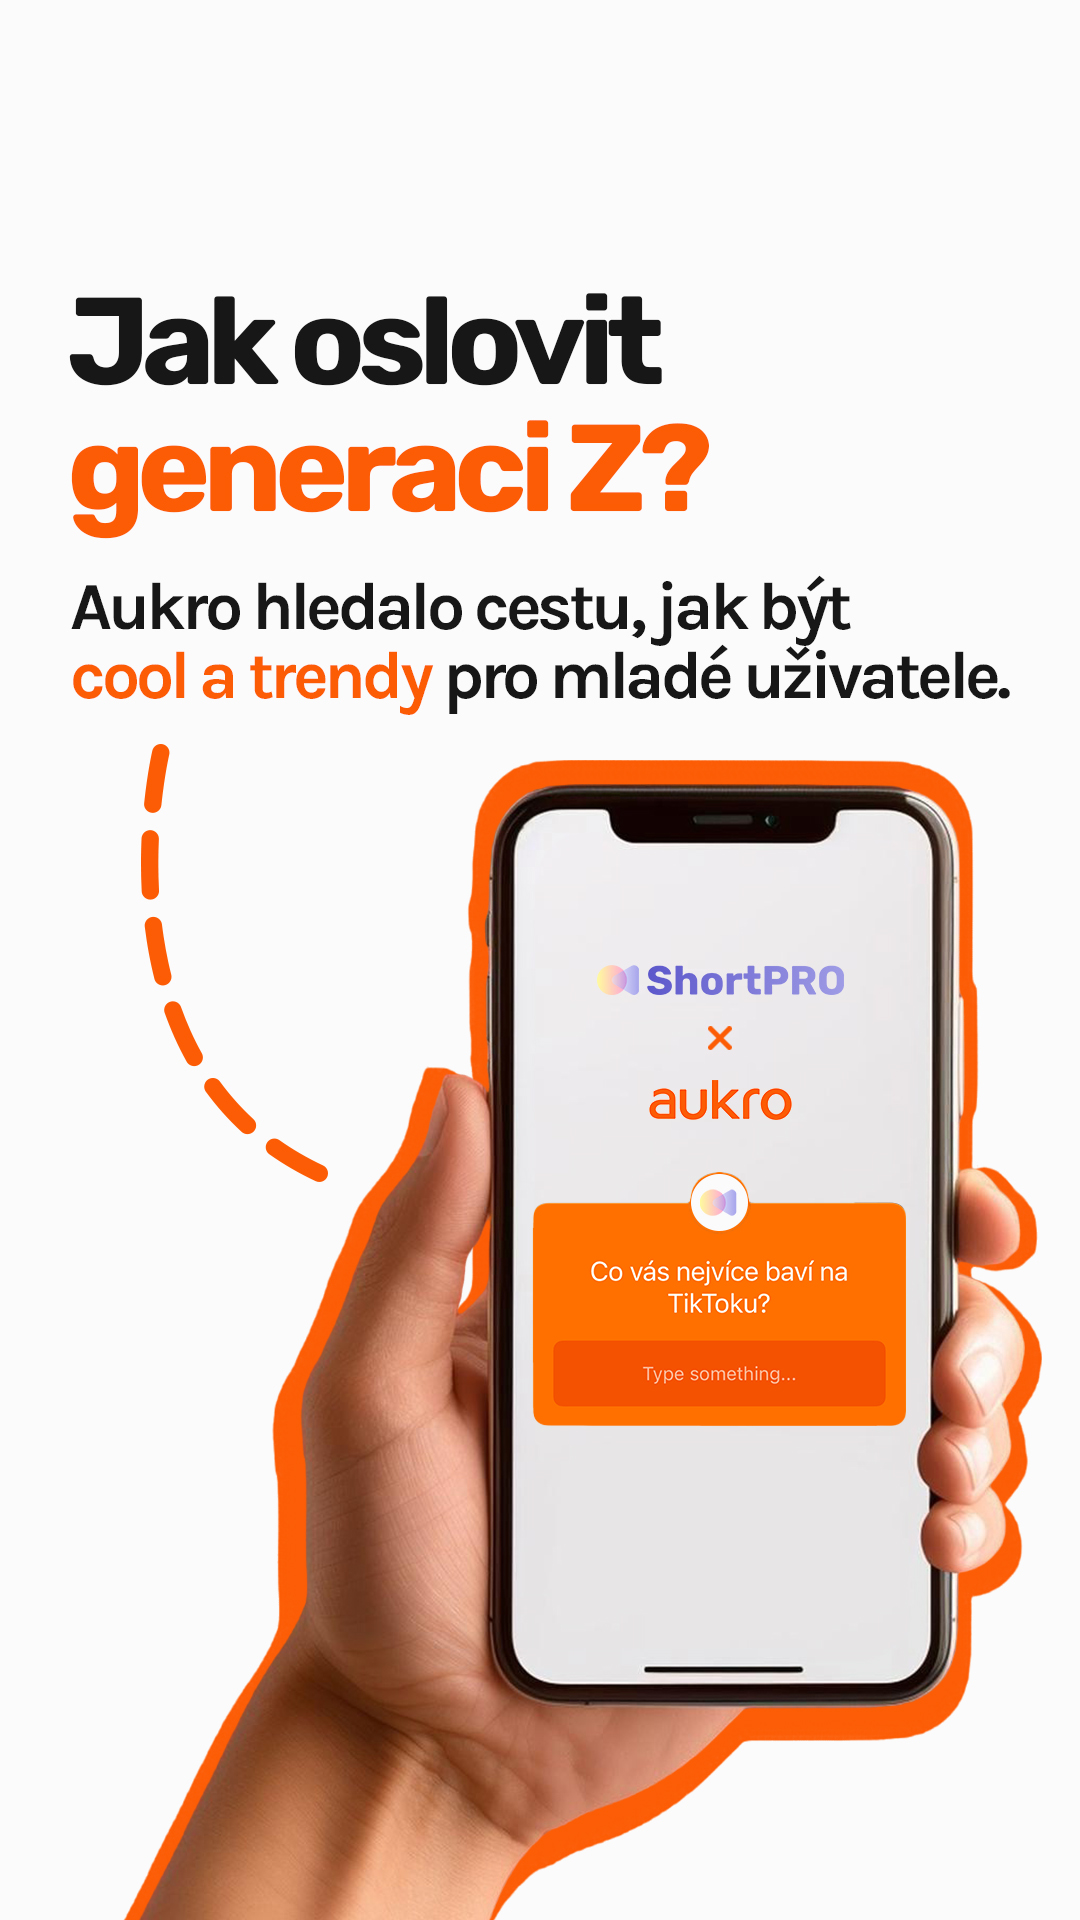 Jak oslovit
generaci Z?
Aukro hledalo cestu, jak být
cool a trendy pro mladé uživatele.
ShortPRO
×
aukro
Co vás nejvíce baví na
TikToku?
Type something...